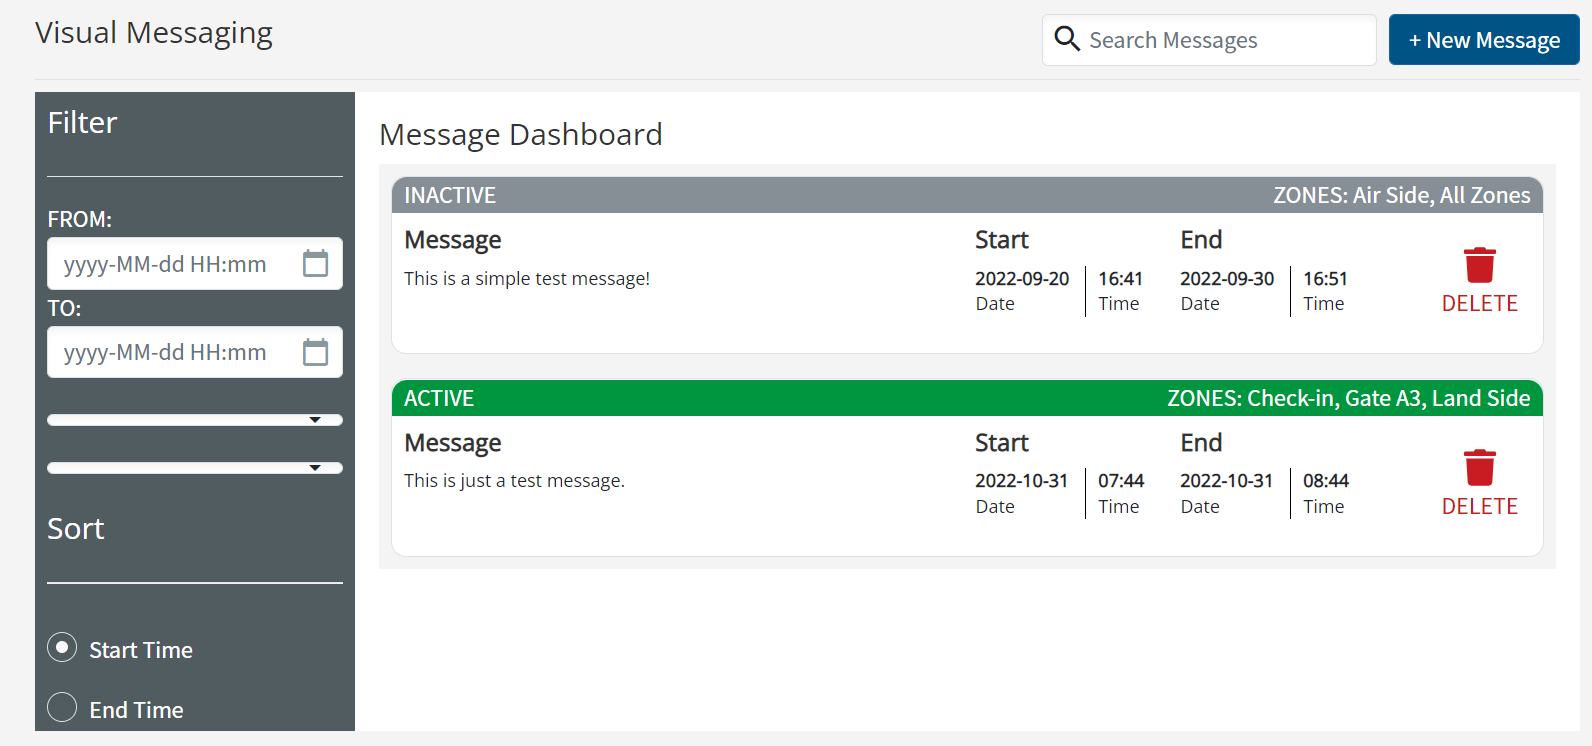 Visual Messaging
Search Messages
+ New Message
Filter
FROM:
yyyy-MM-dd HH:mm
TO:
yyyy-MM-dd HH:mm
Sort
Start Time
End Time
Message Dashboard
INACTIVE ZONES: Air Side, All Zones
Message Start End
This is a simple test message! 2022-09-20 16:41 2022-09-30 16:51
Date Time Date Time
DELETE
ACTIVE ZONES: Check-in, Gate A3, Land Side
Message Start End
This is just a test message. 2022-10-31 07:44 2022-10-31 08:44
Date Time Date Time
DELETE